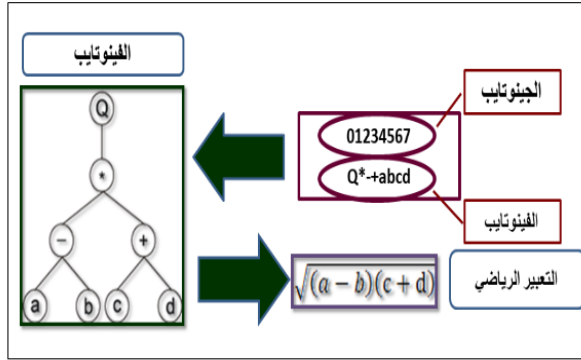 الفينوتايب
Q
*
− +
a b c d
الجينوتايب
01234567
Q*-+abcd
الفينوتايب
√(a − b)(c + d)
التعبير الرياضي